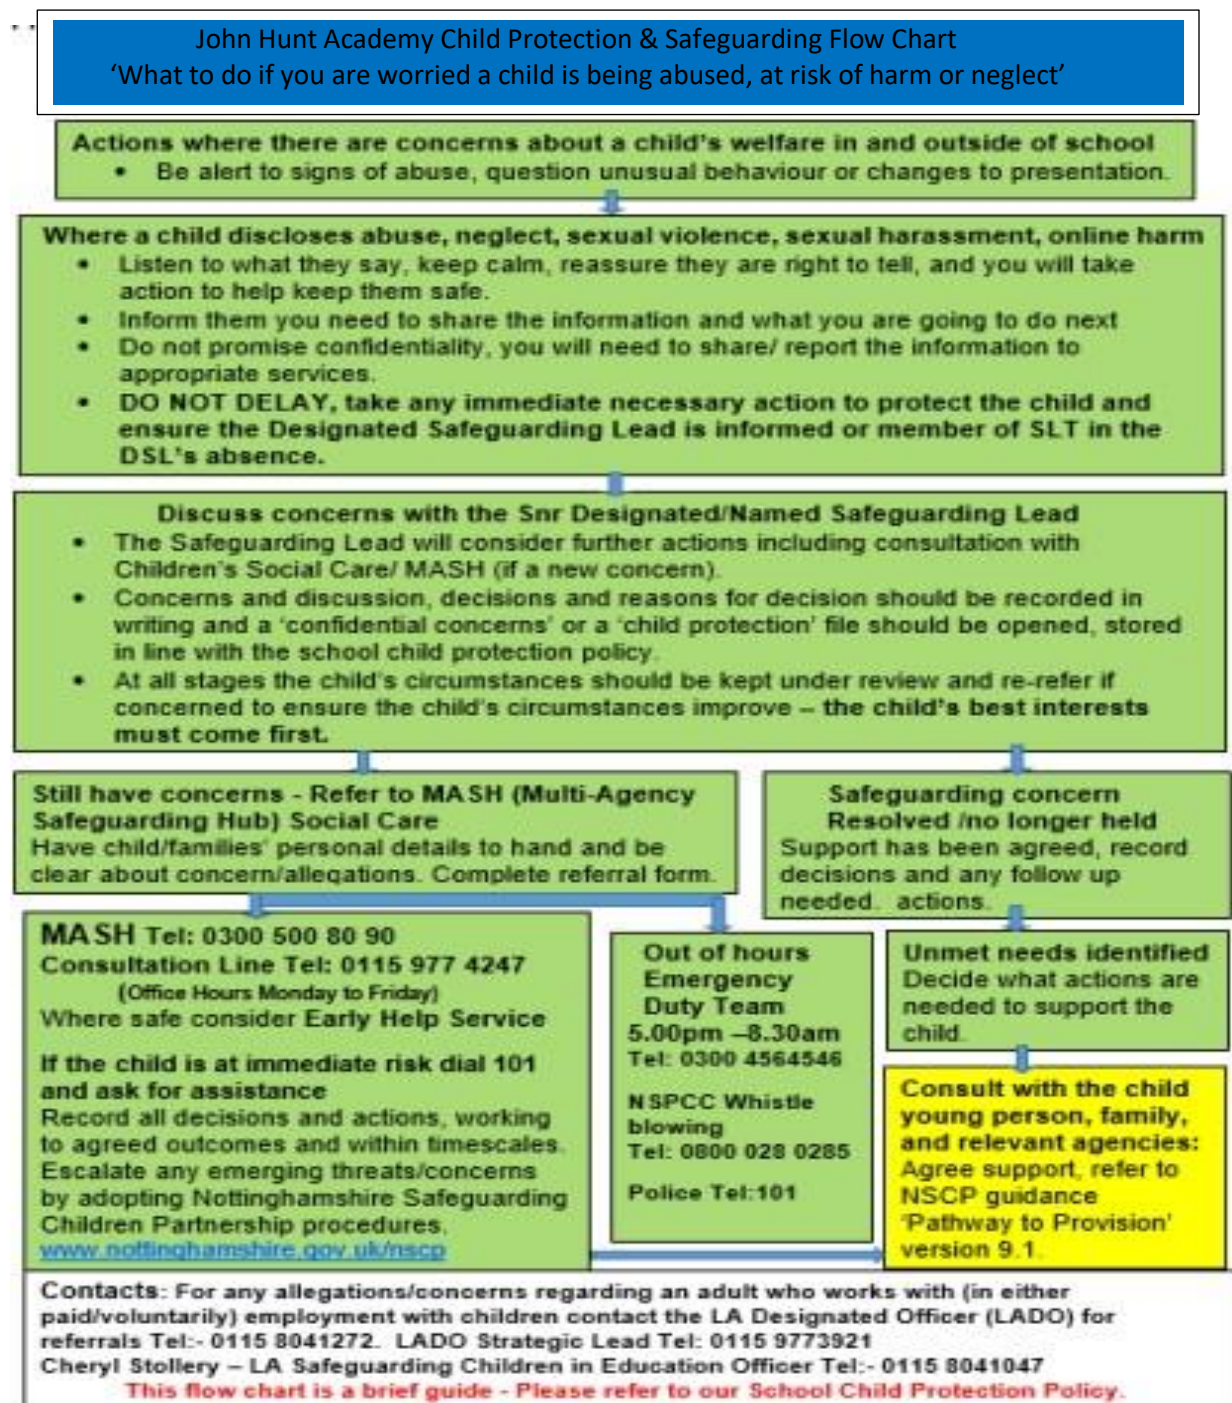 John Hunt Academy Child Protection & Safeguarding Flow Chart
‘What to do if you are worried a child is being abused, at risk of harm or neglect’
Actions where there are concerns about a child’s welfare in and outside of school
• Be alert to signs of abuse, question unusual behaviour or changes to presentation.
Where a child discloses abuse, neglect, sexual violence, sexual harassment, online harm
• Listen to what they say, keep calm, reassure they are right to tell, and you will take
action to help keep them safe.
• Inform them you need to share the information and what you are going to do next
• Do not promise confidentiality, you will need to share/ report the information to
appropriate services.
• DO NOT DELAY, take any immediate necessary action to protect the child and
ensure the Designated Safeguarding Lead is informed or member of SLT in the
DSL’s absence.
Discuss concerns with the Snr Designated/Named Safeguarding Lead
• The Safeguarding Lead will consider further actions including consultation with
Children’s Social Care/ MASH (if a new concern).
• Concerns and discussion, decisions and reasons for decision should be recorded in
writing and a ‘confidential concerns’ or a ‘child protection’ file should be opened, stored
in line with the school child protection policy.
• At all stages the child’s circumstances should be kept under review and re-refer if
concerned to ensure the child’s circumstances improve – the child’s best interests
must come first.
Still have concerns - Refer to MASH (Multi-Agency
Safeguarding Hub) Social Care
Have child/families’ personal details to hand and be
clear about concern/allegations. Complete referral form.
Safeguarding concern
Resolved /no longer held
Support has been agreed, record
decisions and any follow up
needed. actions.
MASH Tel: 0300 500 80 90
Consultation Line Tel: 0115 977 4247
(Office Hours Monday to Friday)
Where safe consider Early Help Service
If the child is at immediate risk dial 101
and ask for assistance
Record all decisions and actions, working
to agreed outcomes and within timescales.
Escalate any emerging threats/concerns
by adopting Nottinghamshire Safeguarding
Children Partnership procedures.
www.nottinghamshire.gov.uk/nscp
Out of hours
Emergency
Duty Team
5.00pm –8.30am
Tel: 0300 4564546
NSPCC Whistle
blowing
Tel: 0800 028 0285
Police Tel:101
Unmet needs identified
Decide what actions are
needed to support the
child.
Consult with the child
young person, family,
and relevant agencies:
Agree support, refer to
NSCP guidance
‘Pathway to Provision’
version 9.1.
Contacts: For any allegations/concerns regarding an adult who works with (in either
paid/voluntarily) employment with children contact the LA Designated Officer (LADO) for
referrals Tel:- 0115 8041272. LADO Strategic Lead Tel: 0115 9773921
Cheryl Stollery – LA Safeguarding Children in Education Officer Tel:- 0115 8041047
This flow chart is a brief guide - Please refer to our School Child Protection Policy.